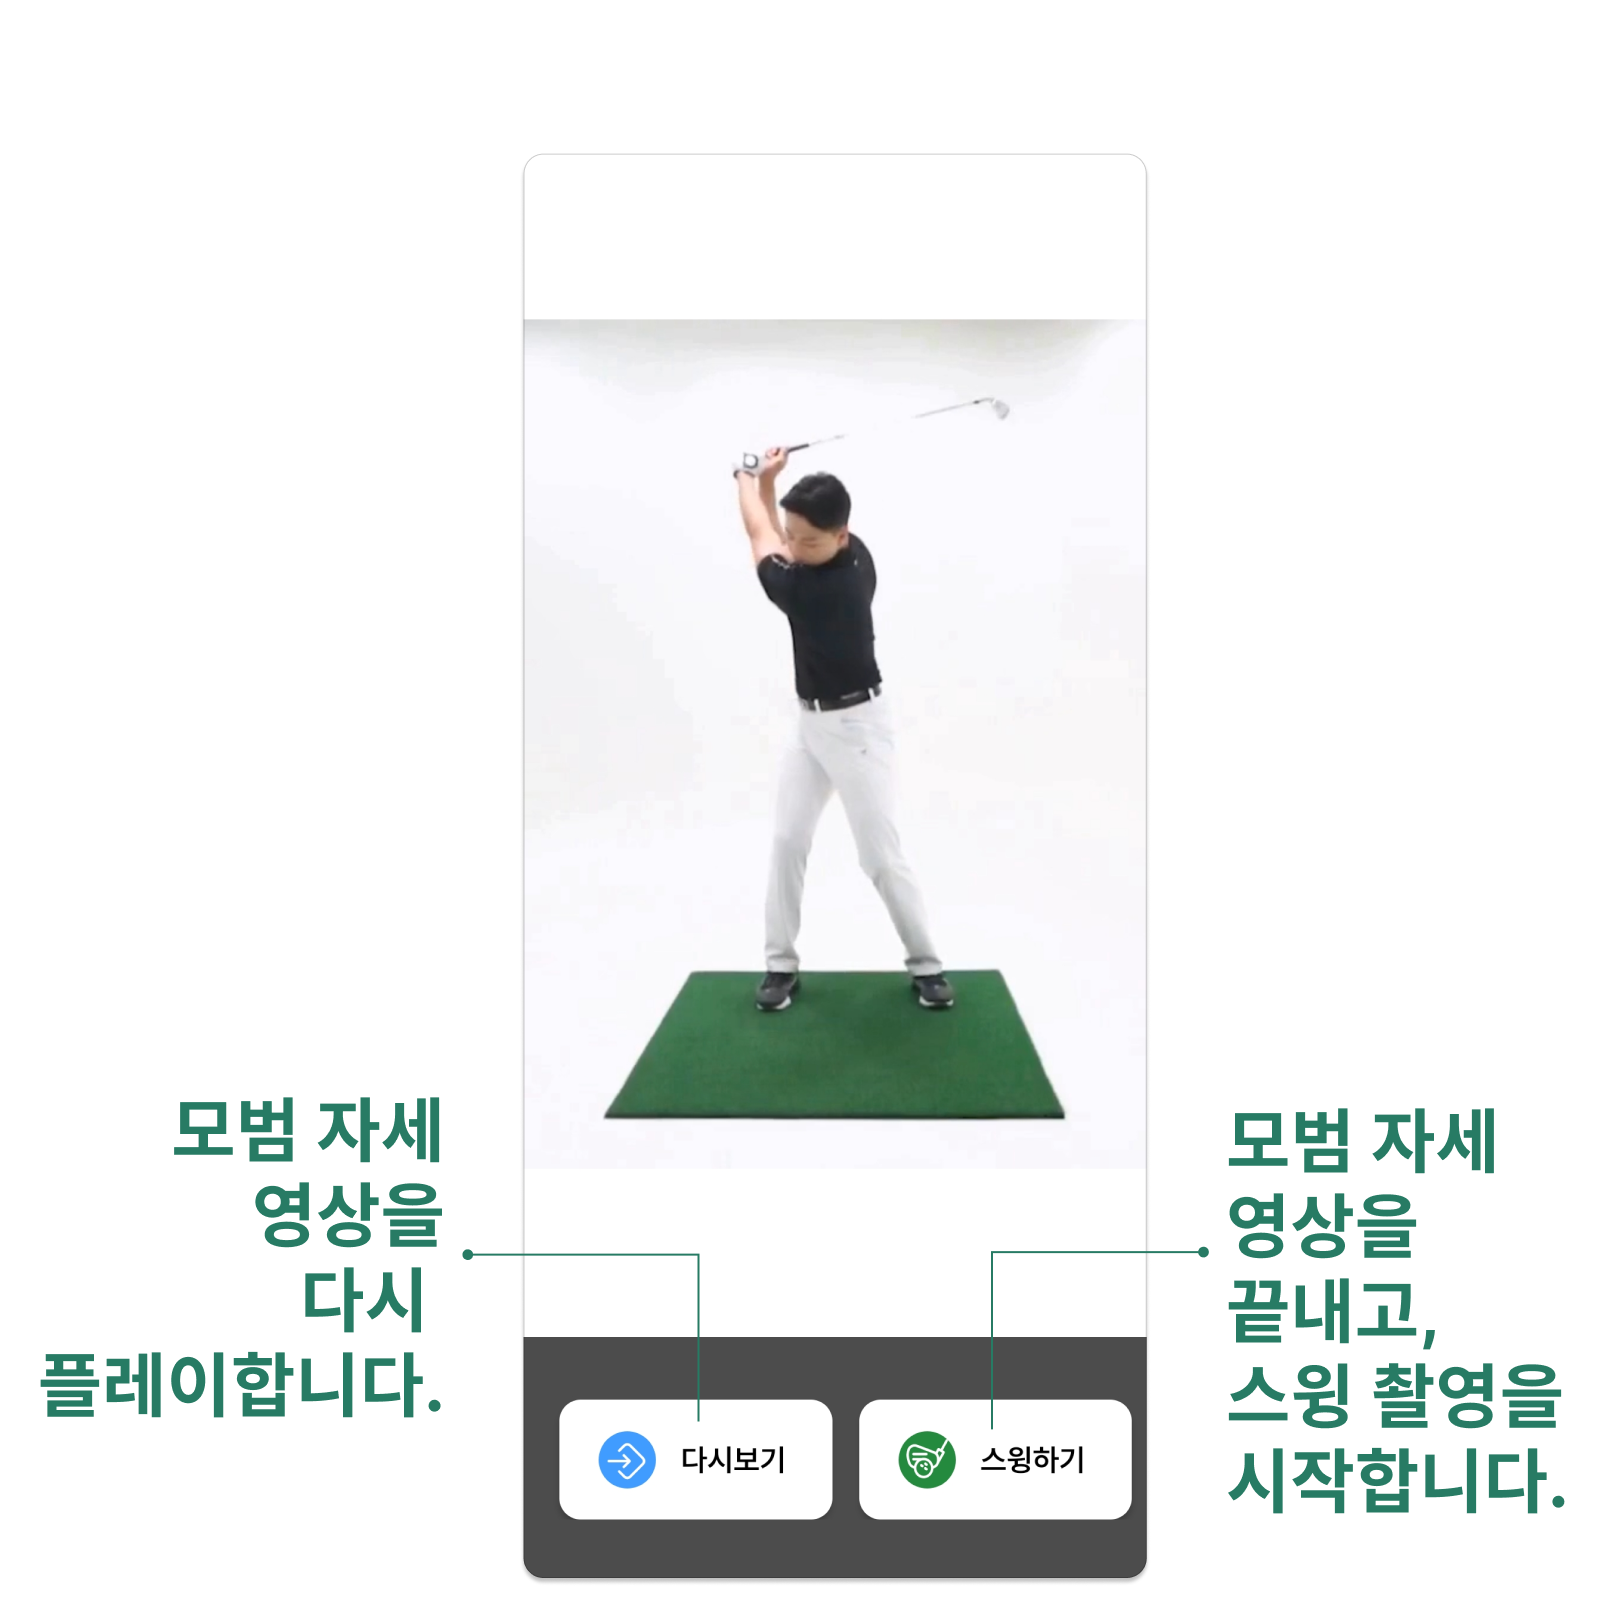 모범 자세
영상을
다시
플레이합니다.
모범 자세
영상을
끝내고,
스윙 촬영을
시작합니다.
다시보기
스윙하기